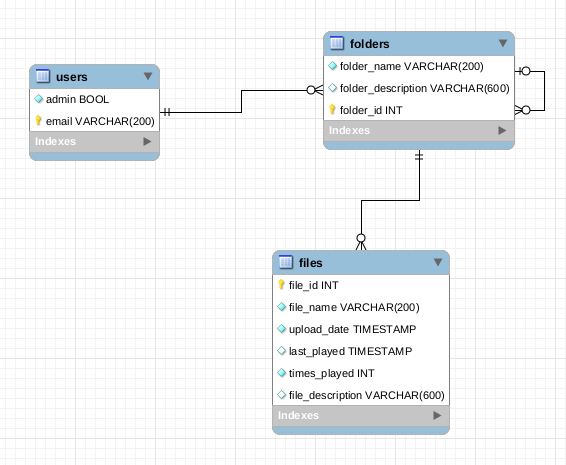 users
admin BOOL
email VARCHAR(200)
Indexes
folders
folder_name VARCHAR(200)
folder_description VARCHAR(600)
folder_id INT
Indexes
files
file_id INT
file_name VARCHAR(200)
upload_date TIMESTAMP
last_played TIMESTAMP
times_played INT
file_description VARCHAR(600)
Indexes